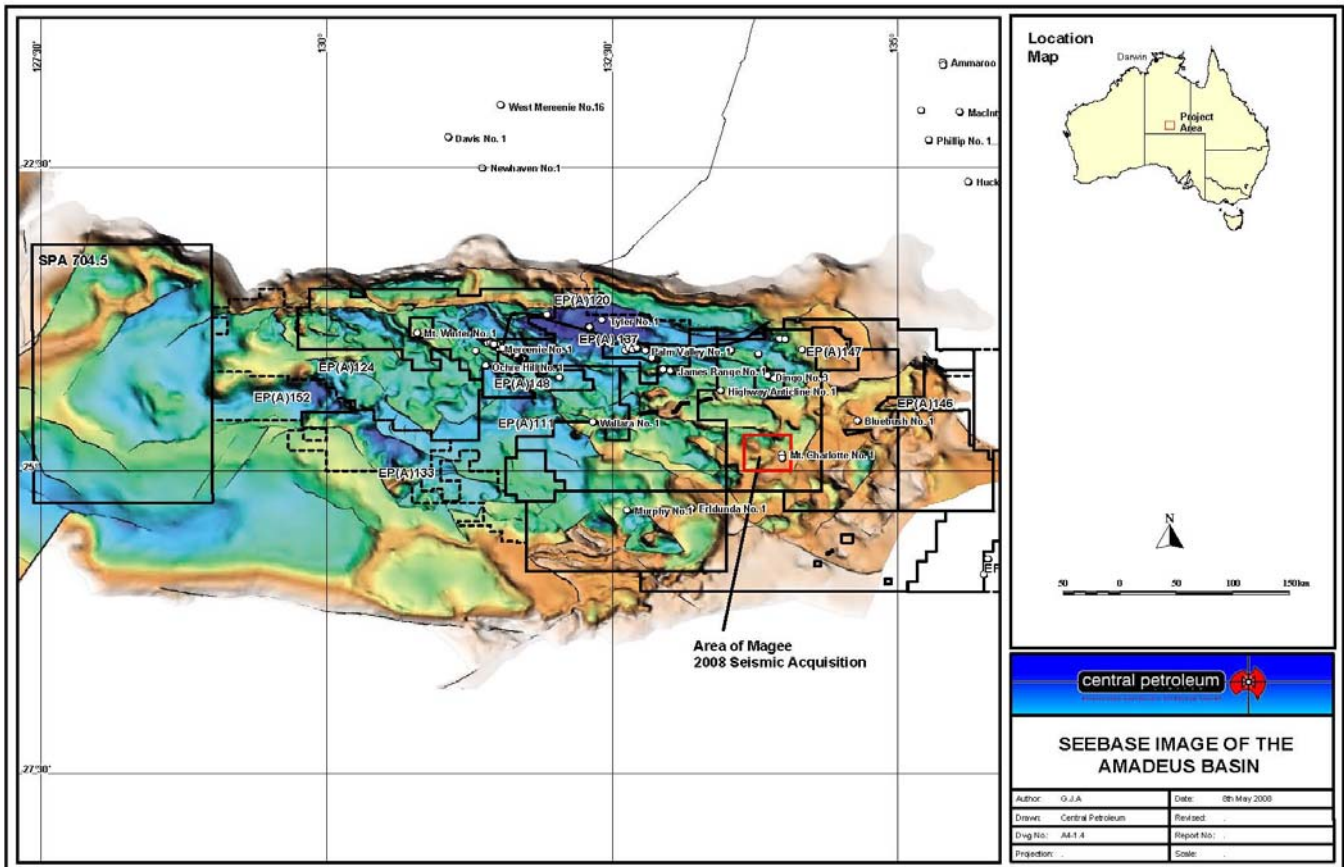 127°30'
130°
132°30'
135°
Ammaroo
West Mereenie No.16
Davis No. 1
Phillip No. 1
22°30'
Newhaven No.1
Huck
SPA 704.5
EP(A)120
Tyler No. 1
Mt. Winter No. 1
EP(A) 137
Mereenie No.1
Palm Valley No. 1
EP(A)147
EP(A)124
Ochre Hill No. 1
James Range No. 1
Dingo No. 3
EP(A)148
Highway Anticline No. 1
EP(A)152
EP(A)146
EP(A)111
Wallara No. 1
Bluebush No. 1
25°
EP(A)133
Mt. Charlotte No. 1
Murphy No.1
Erldunda No. 1
EP
Area of Magee
2008 Seismic Acquisition
27°30'
Location
Map
Darwin
Project
Area
N
50 0 50 100 150 km
central petroleum
LIMITED
SEEBASE IMAGE OF THE
AMADEUS BASIN
Author: G.J.A Date: 8th May 2008
Drawn: Central Petroleum Revised: .
Dwg No.: A4-1.4 Report No.: .
Projection: . Scale: .